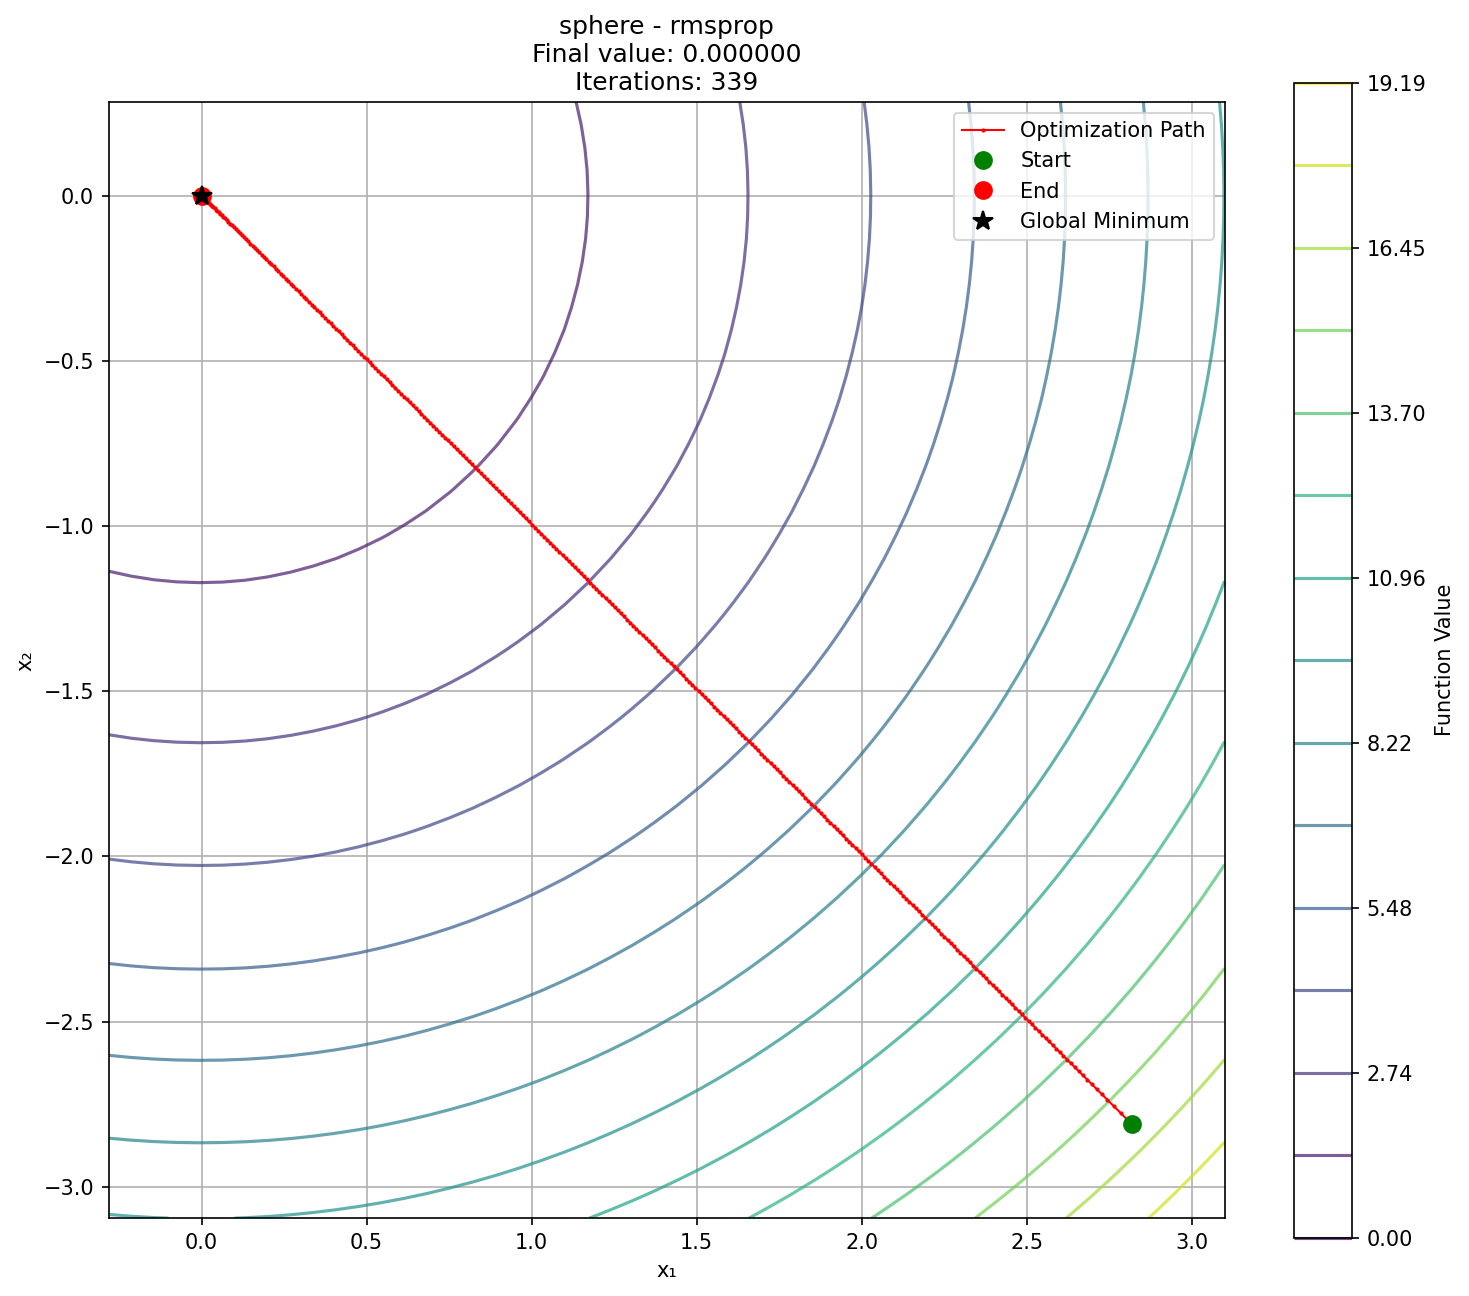 sphere - rmsprop
Final value: 0.000000
Iterations: 339
Optimization Path
Start
End
Global Minimum
0.0
−0.5
−1.0
−1.5
−2.0
−2.5
−3.0
x₂
0.0
0.5
1.0
1.5
2.0
2.5
3.0
x₁
19.19
16.45
13.70
10.96
8.22
5.48
2.74
0.00
Function Value